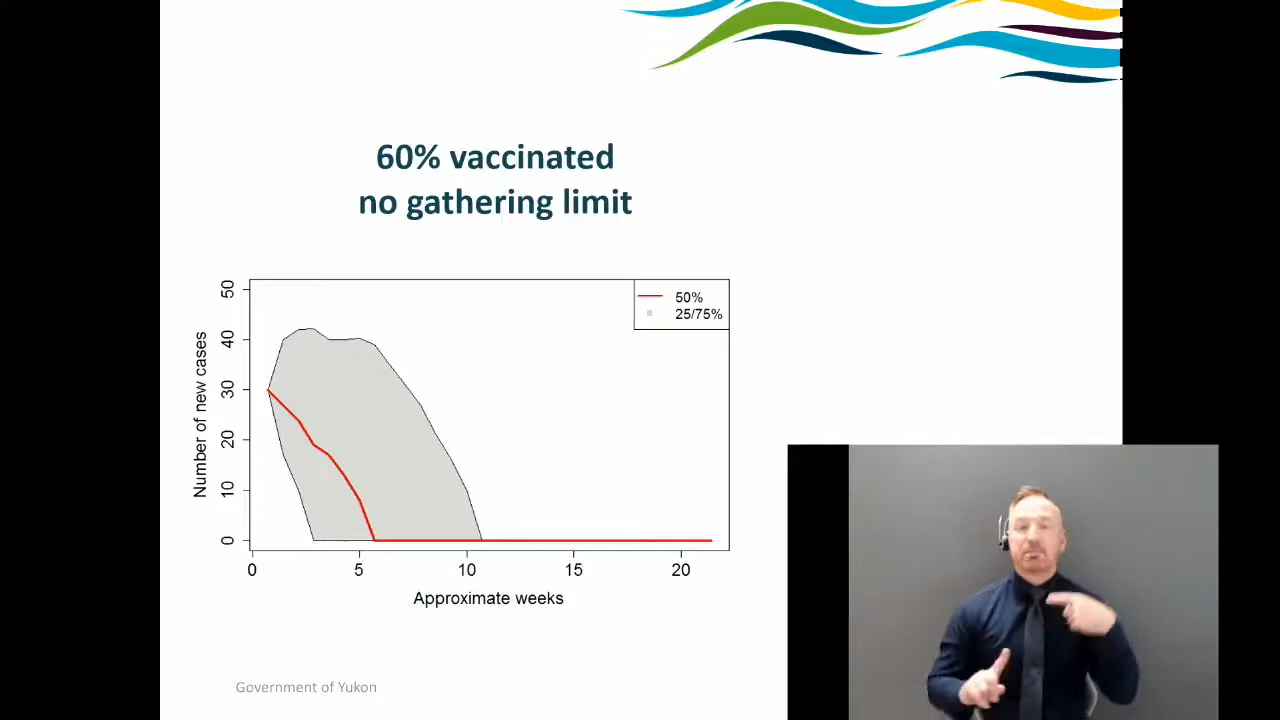 60% vaccinated
no gathering limit
50
40
30
20
10
0
Number of new cases
50%
25/75%
0 5 10 15 20
Approximate weeks
Government of Yukon